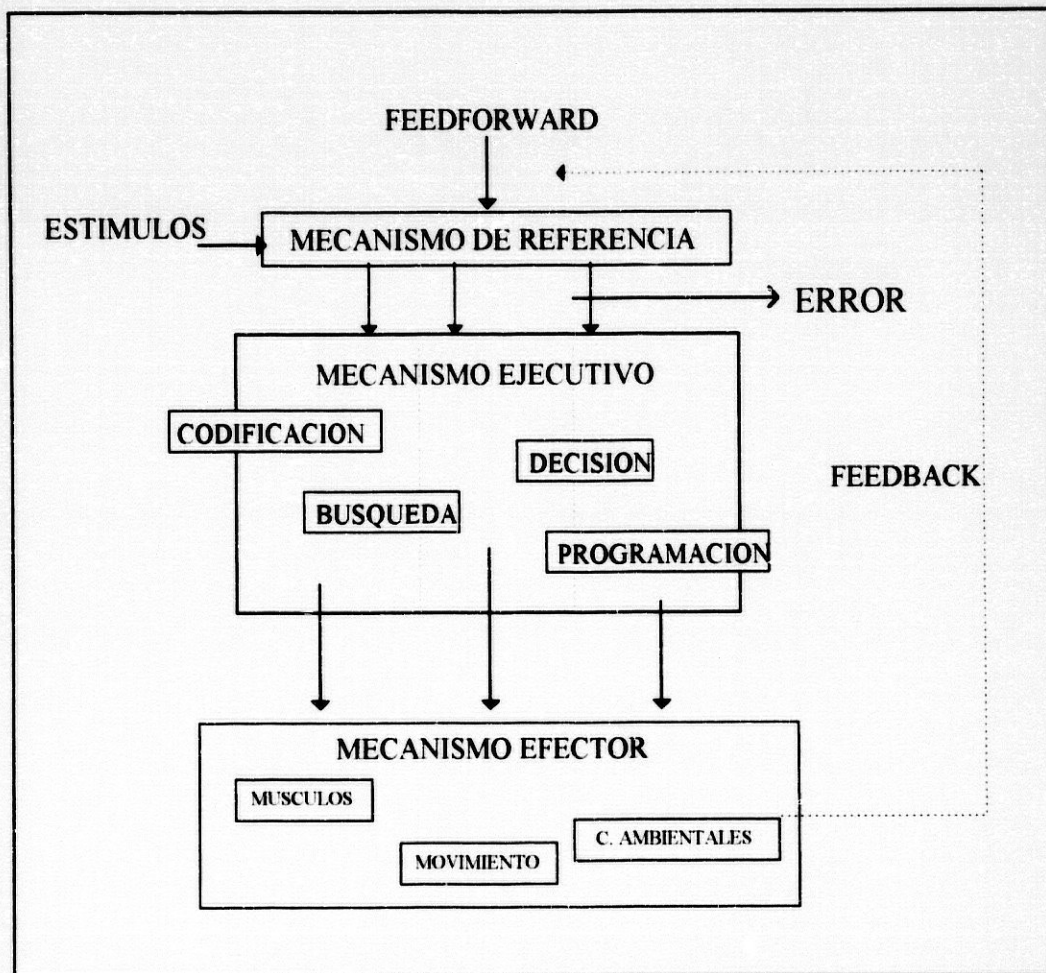 FEEDFORWARD
ESTIMULOS
MECANISMO DE REFERENCIA
ERROR
MECANISMO EJECUTIVO
CODIFICACION
DECISION
FEEDBACK
BUSQUEDA
PROGRAMACION
MECANISMO EFECTOR
MUSCULOS
C. AMBIENTALES
MOVIMIENTO